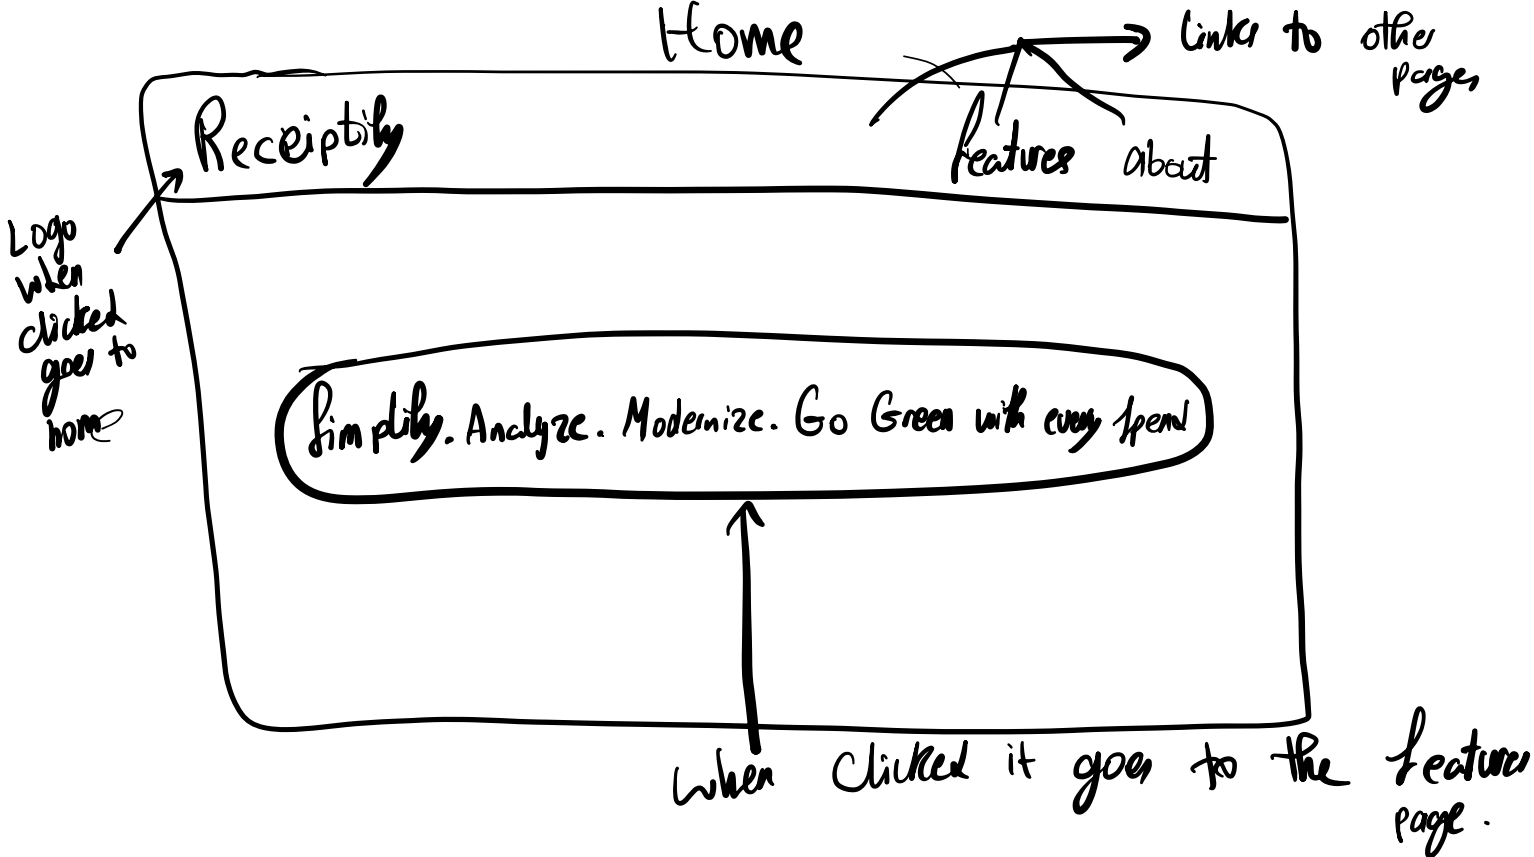 Home
Links to other
pages
Receiptify
features about
Logo
when
clicked
goes to
home
Simplify. Analyze. Modernize. Go Green with every spend
when clicked it goes to the features
page.